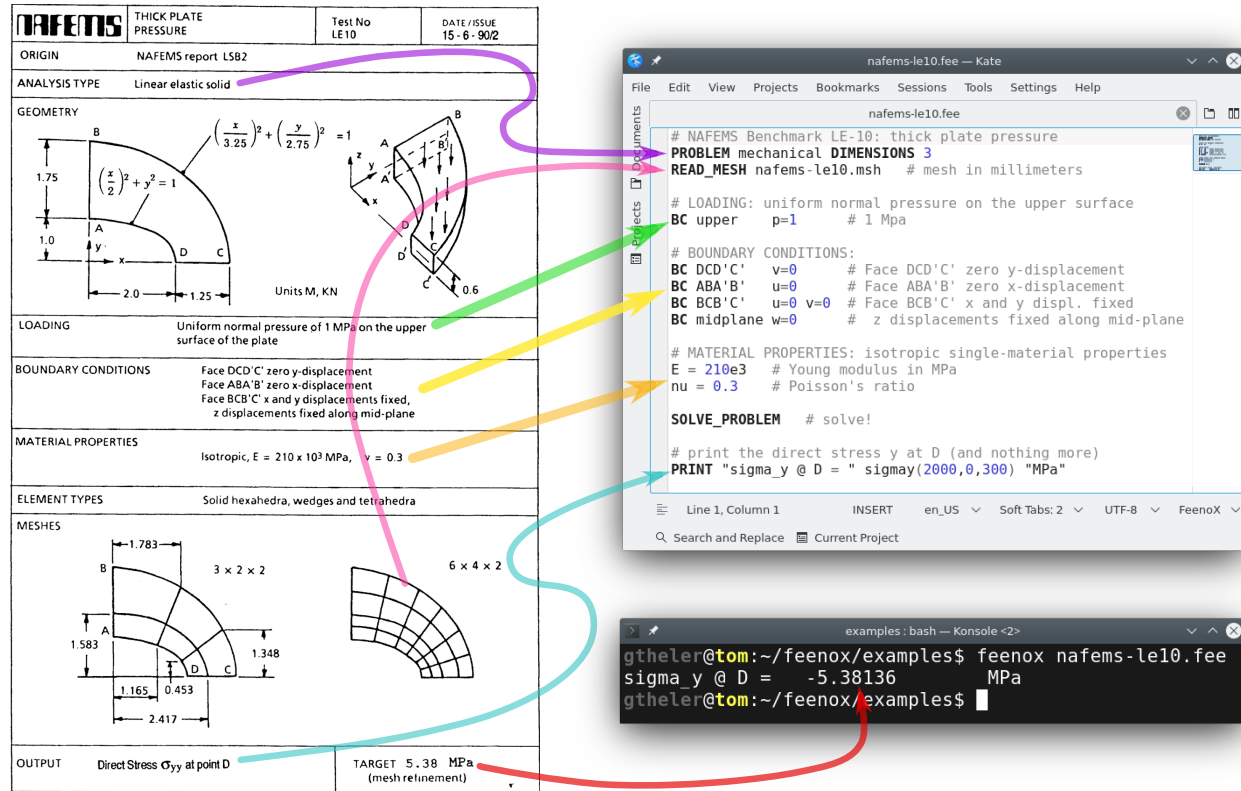 NAFEMS
THICK PLATE
PRESSURE
Test No
LE10
DATE / ISSUE
15 - 6 - 90/2
ORIGIN
NAFEMS report LSB2
ANALYSIS TYPE
Linear elastic solid
GEOMETRY
B
(x/3.25)² + (y/2.75)² = 1
1.75
(x/2)² + y² = 1
A
1.0
y
x
D
C
2.0
1.25
Units M, KN
B
A
B'
z
y
A'
x
D
C
D'
C'
0.6
LOADING
Uniform normal pressure of 1 MPa on the upper
surface of the plate
BOUNDARY CONDITIONS
Face DCD'C' zero y-displacement
Face ABA'B' zero x-displacement
Face BCB'C' x and y displacements fixed,
z displacements fixed along mid-plane
MATERIAL PROPERTIES
Isotropic, E = 210 x 10³ MPa, ν = 0.3
ELEMENT TYPES
Solid hexahedra, wedges and tetrahedra
MESHES
1.783
B
3 × 2 × 2
6 x 4 x 2
A
1.583
D
C
1.348
1.165
0.453
2.417
OUTPUT
Direct Stress σyy at point D
TARGET 5.38 MPa
(mesh refinement)
nafems-le10.fee — Kate
File Edit View Projects Bookmarks Sessions Tools Settings Help
nafems-le10.fee
Documents
Projects
# NAFEMS Benchmark LE-10: thick plate pressure
PROBLEM mechanical DIMENSIONS 3
READ_MESH nafems-le10.msh # mesh in millimeters
# LOADING: uniform normal pressure on the upper surface
BC upper p=1 # 1 Mpa
# BOUNDARY CONDITIONS:
BC DCD'C' v=0 # Face DCD'C' zero y-displacement
BC ABA'B' u=0 # Face ABA'B' zero x-displacement
BC BCB'C' u=0 v=0 # Face BCB'C' x and y displ. fixed
BC midplane w=0 # z displacements fixed along mid-plane
# MATERIAL PROPERTIES: isotropic single-material properties
E = 210e3 # Young modulus in MPa
nu = 0.3 # Poisson's ratio
SOLVE_PROBLEM # solve!
# print the direct stress y at D (and nothing more)
PRINT "sigma_y @ D = " sigmay(2000,0,300) "MPa"
Line 1, Column 1 INSERT en_US Soft Tabs: 2 UTF-8 FeenoX
Search and Replace Current Project
examples : bash — Konsole <2>
gtheler@tom:~/feenox/examples$ feenox nafems-le10.fee
sigma_y @ D = -5.38136 MPa
gtheler@tom:~/feenox/examples$